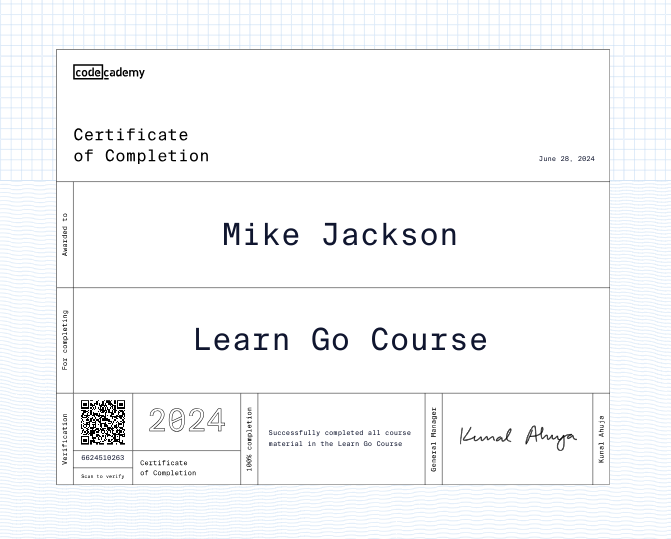 codecademy
Certificate
of Completion
June 28, 2024
Awarded to
Mike Jackson
For completing
Learn Go Course
Verification
6624510263
Scan to verify
2024
Certificate
of Completion
100% completion
Successfully completed all course
material in the Learn Go Course
General Manager
Kunal Ahuja
Kunal Ahuja